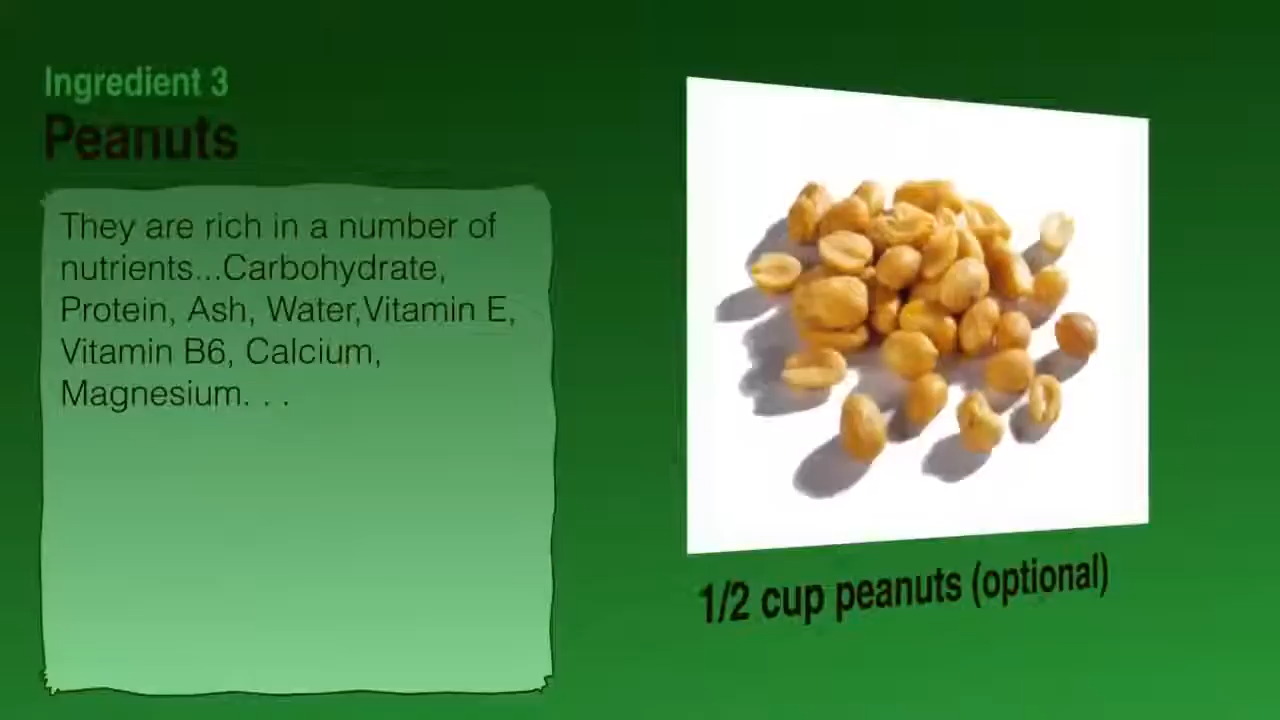 Ingredient 3
Peanuts
They are rich in a number of
nutrients...Carbohydrate,
Protein, Ash, Water,Vitamin E,
Vitamin B6, Calcium,
Magnesium. . .
1/2 cup peanuts (optional)